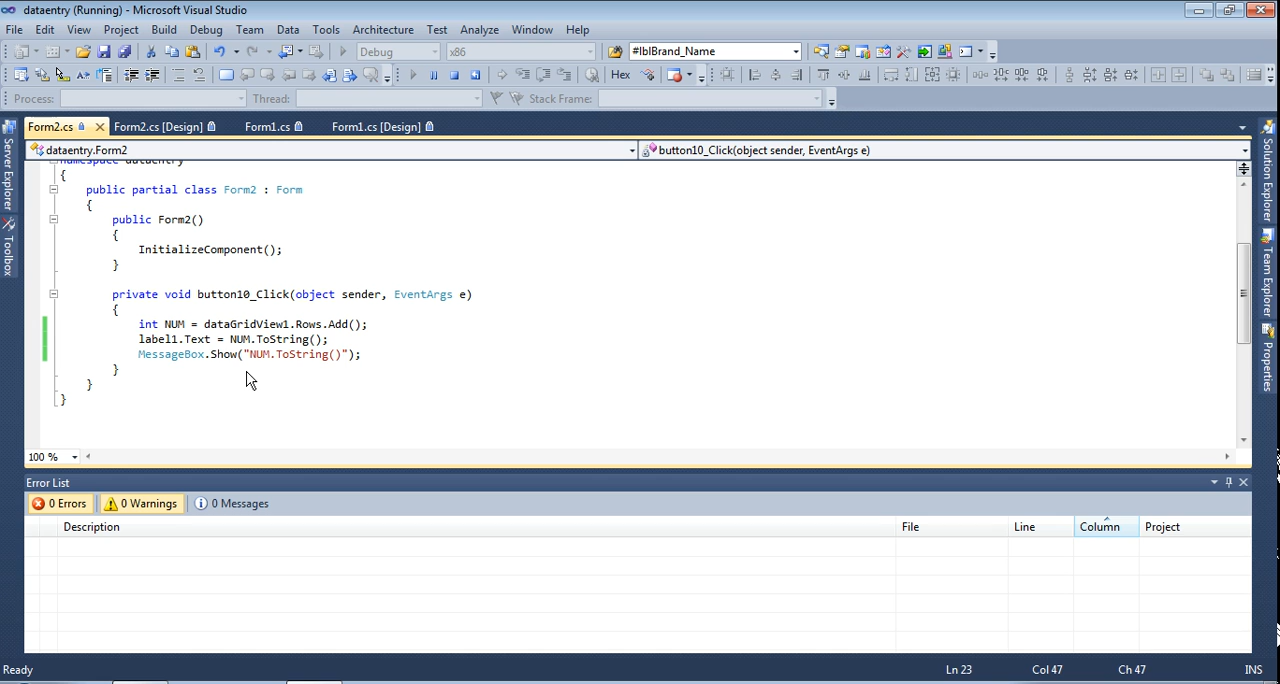 dataentry (Running) - Microsoft Visual Studio
File Edit View Project Build Debug Team Data Tools Architecture Test Analyze Window Help
Debug x86 #lblBrand_Name
Hex
Process: Thread: Stack Frame:
Form2.cs Form2.cs [Design] Form1.cs Form1.cs [Design]
dataentry.Form2 button10_Click(object sender, EventArgs e)
namespace dataentry
{
public partial class Form2 : Form
{
public Form2()
{
InitializeComponent();
}
private void button10_Click(object sender, EventArgs e)
{
int NUM = dataGridView1.Rows.Add();
label1.Text = NUM.ToString();
MessageBox.Show("NUM.ToString()");
}
}
}
100 %
Server Explorer
Toolbox
Solution Explorer
Team Explorer
Properties
Error List
0 Errors 0 Warnings 0 Messages
Description File Line Column Project
Ready Ln 23 Col 47 Ch 47 INS